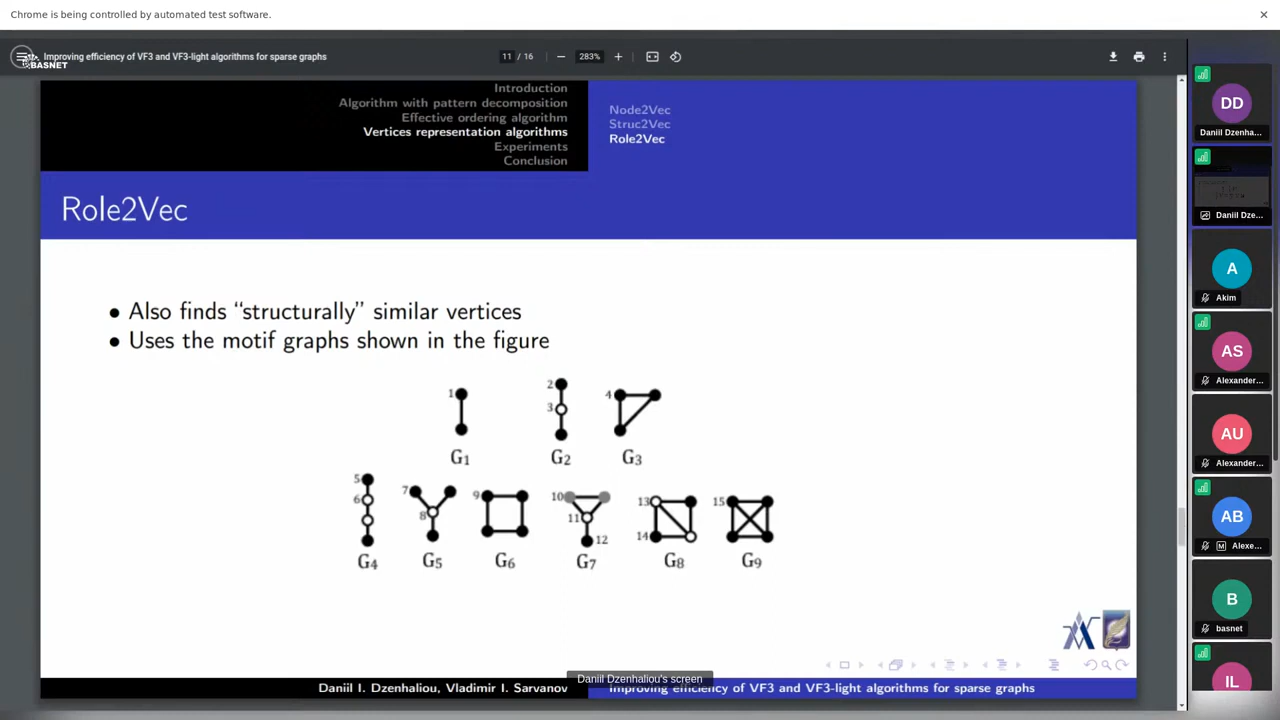 Chrome is being controlled by automated test software.
Improving efficiency of VF3 and VF3-light algorithms for sparse graphs
BASNET
11 / 16
283%
Introduction
Algorithm with pattern decomposition
Effective ordering algorithm
Vertices representation algorithms
Experiments
Conclusion
Node2Vec
Struc2Vec
Role2Vec
Role2Vec
• Also finds “structurally” similar vertices
• Uses the motif graphs shown in the figure
1
2
3
4
G1
G2
G3
5
6
7
8
9
10
11
12
13
14
15
G4
G5
G6
G7
G8
G9
Daniil Dzenhaliou's screen
Daniil I. Dzenhaliou, Vladimir I. Sarvanov
Improving efficiency of VF3 and VF3-light algorithms for sparse graphs
DD
Daniil Dzenha...
Daniil Dze...
A
Akim
AS
Alexander...
AU
Alexander...
AB
M
Alexe...
B
basnet
IL